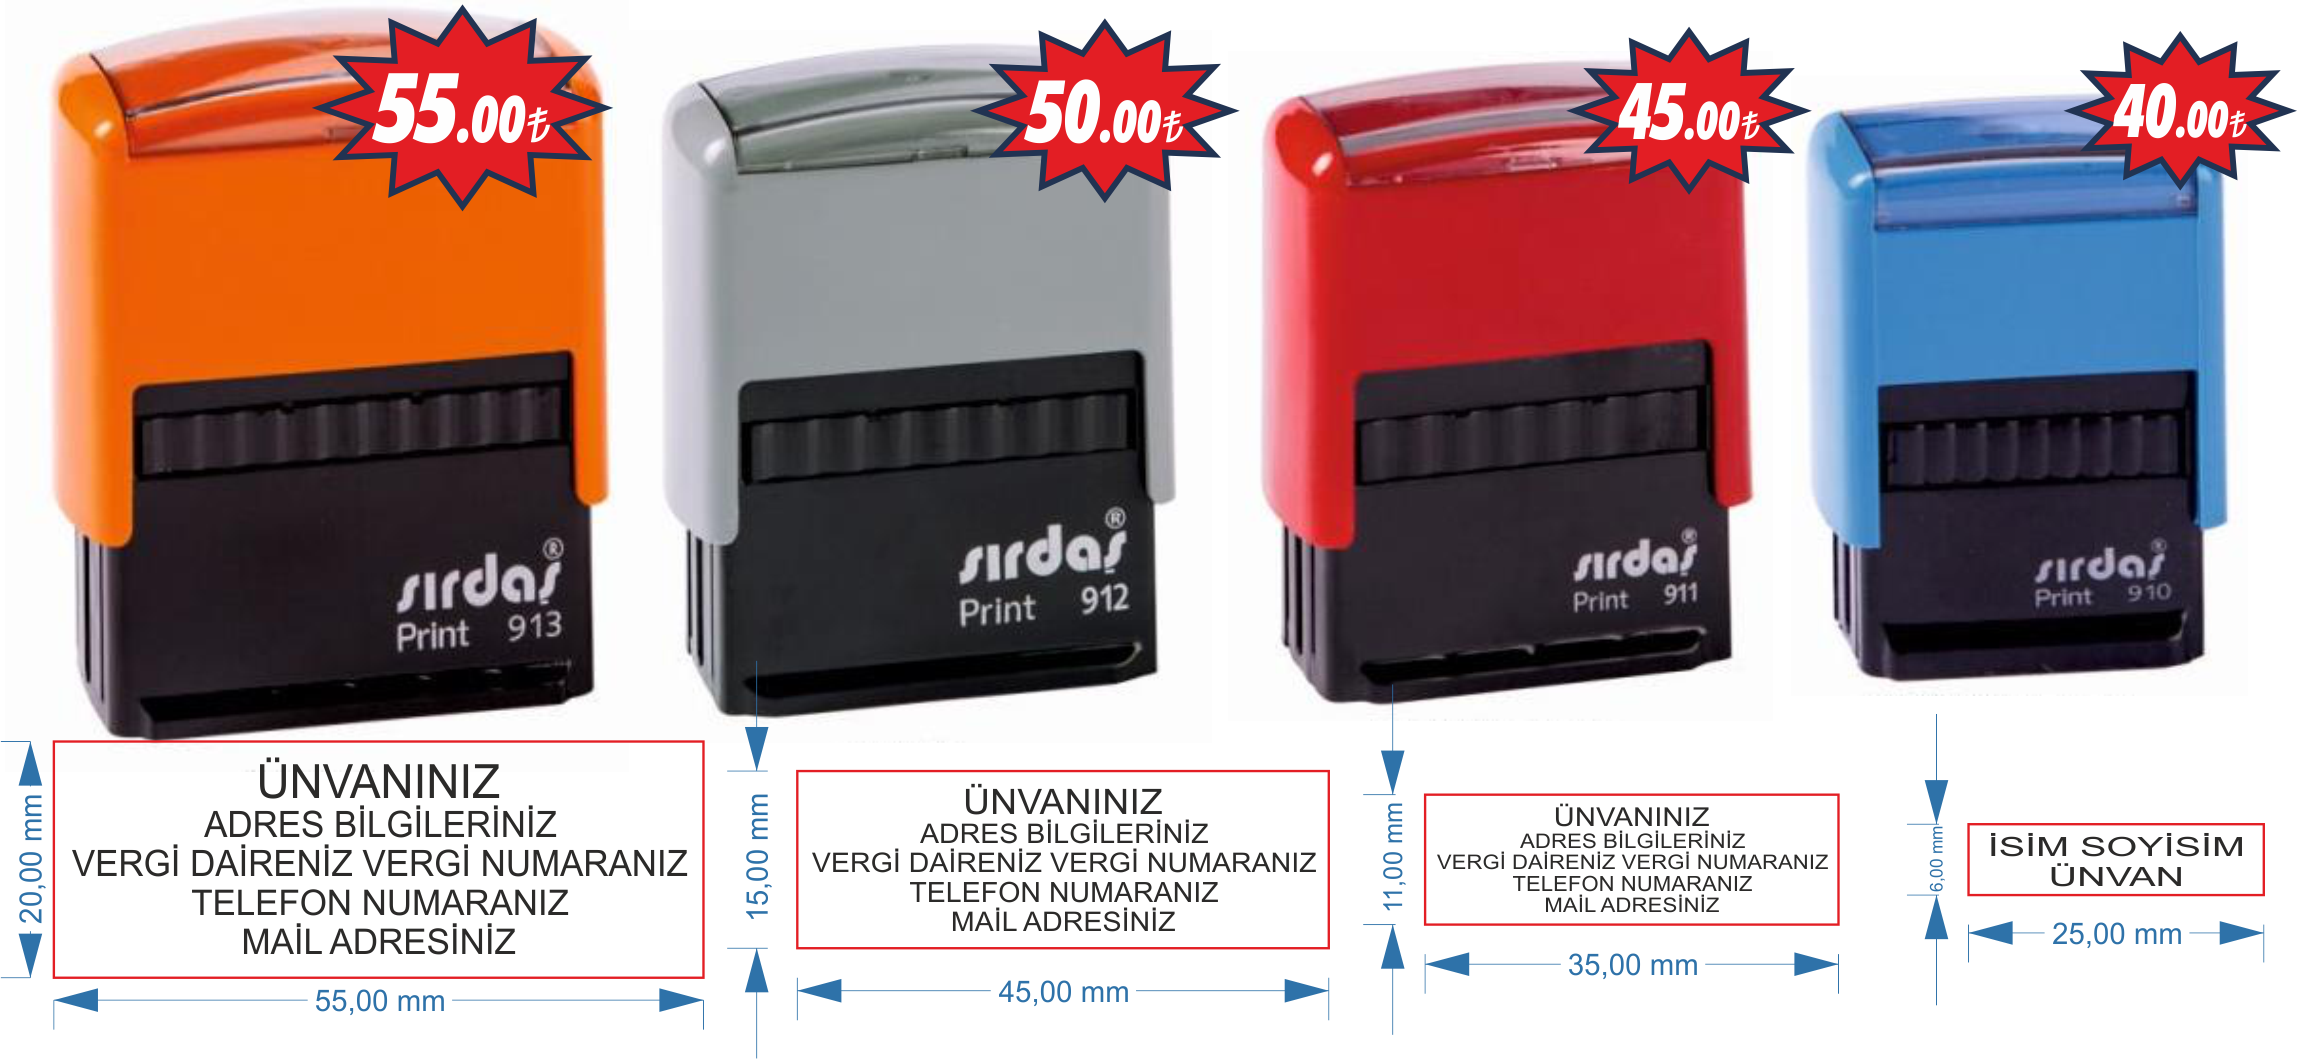 55.00₺
50.00₺
45.00₺
40.00₺
sırdaş®
Print 913
sırdaş®
Print 912
sırdaş®
Print 911
sırdaş®
Print 910
20,00 mm
ÜNVANINIZ
ADRES BİLGİLERİNİZ
VERGİ DAİRENİZ VERGİ NUMARANIZ
TELEFON NUMARANIZ
MAİL ADRESİNİZ
55,00 mm
15,00 mm
ÜNVANINIZ
ADRES BİLGİLERİNİZ
VERGİ DAİRENİZ VERGİ NUMARANIZ
TELEFON NUMARANIZ
MAİL ADRESİNİZ
45,00 mm
11,00 mm
ÜNVANINIZ
ADRES BİLGİLERİNİZ
VERGİ DAİRENİZ VERGİ NUMARANIZ
TELEFON NUMARANIZ
MAİL ADRESİNİZ
35,00 mm
6,00 mm
İSİM SOYİSİM
ÜNVAN
25,00 mm